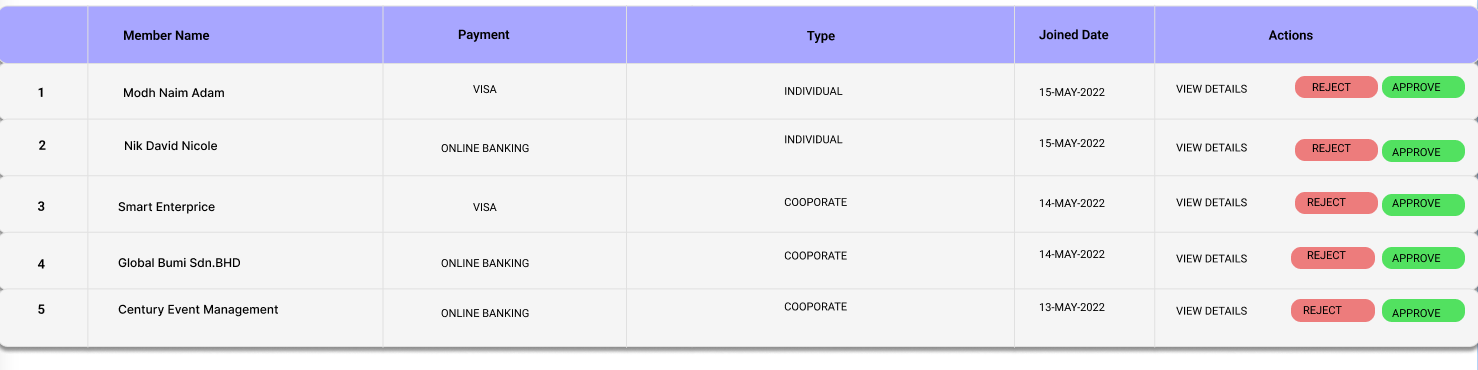 Member Name Payment Type Joined Date Actions
1 Modh Naim Adam VISA INDIVIDUAL 15-MAY-2022 VIEW DETAILS REJECT APPROVE
2 Nik David Nicole ONLINE BANKING INDIVIDUAL 15-MAY-2022 VIEW DETAILS REJECT APPROVE
3 Smart Enterprice VISA COOPORATE 14-MAY-2022 VIEW DETAILS REJECT APPROVE
4 Global Bumi Sdn.BHD ONLINE BANKING COOPORATE 14-MAY-2022 VIEW DETAILS REJECT APPROVE
5 Century Event Management ONLINE BANKING COOPORATE 13-MAY-2022 VIEW DETAILS REJECT APPROVE